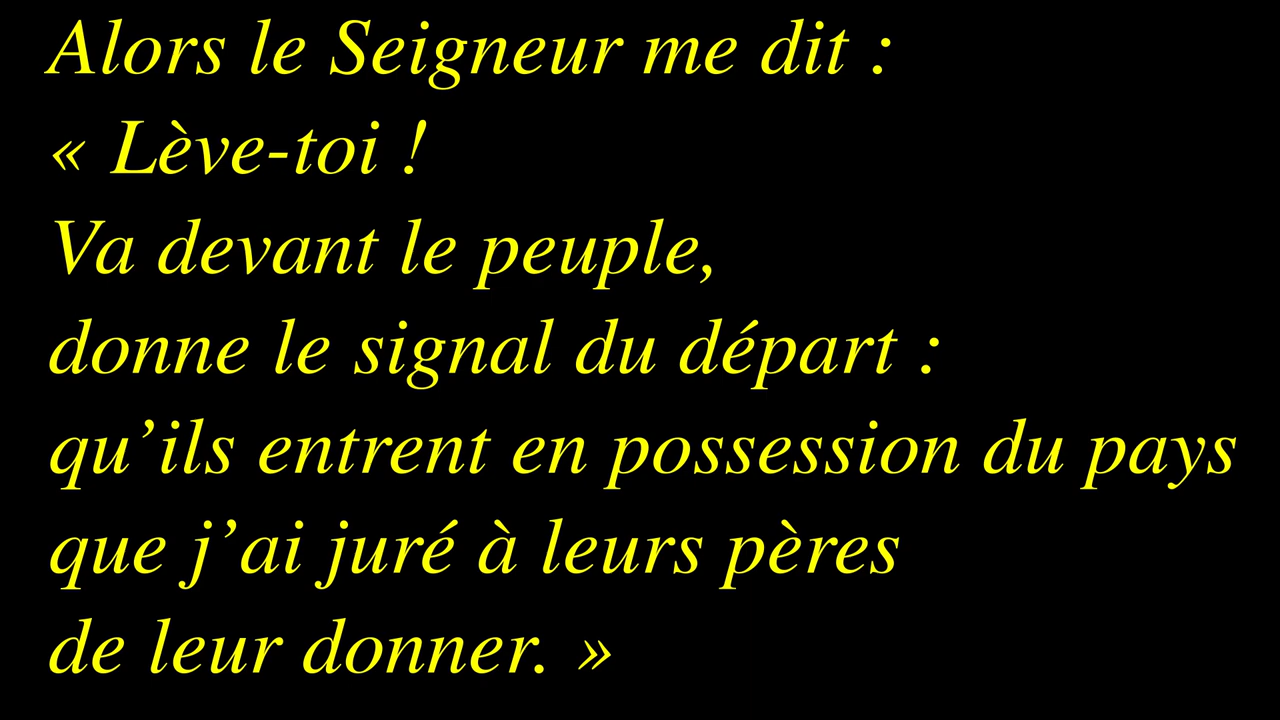 Alors le Seigneur me dit :
« Lève-toi !
Va devant le peuple,
donne le signal du départ :
qu’ils entrent en possession du pays
que j’ai juré à leurs pères
de leur donner. »